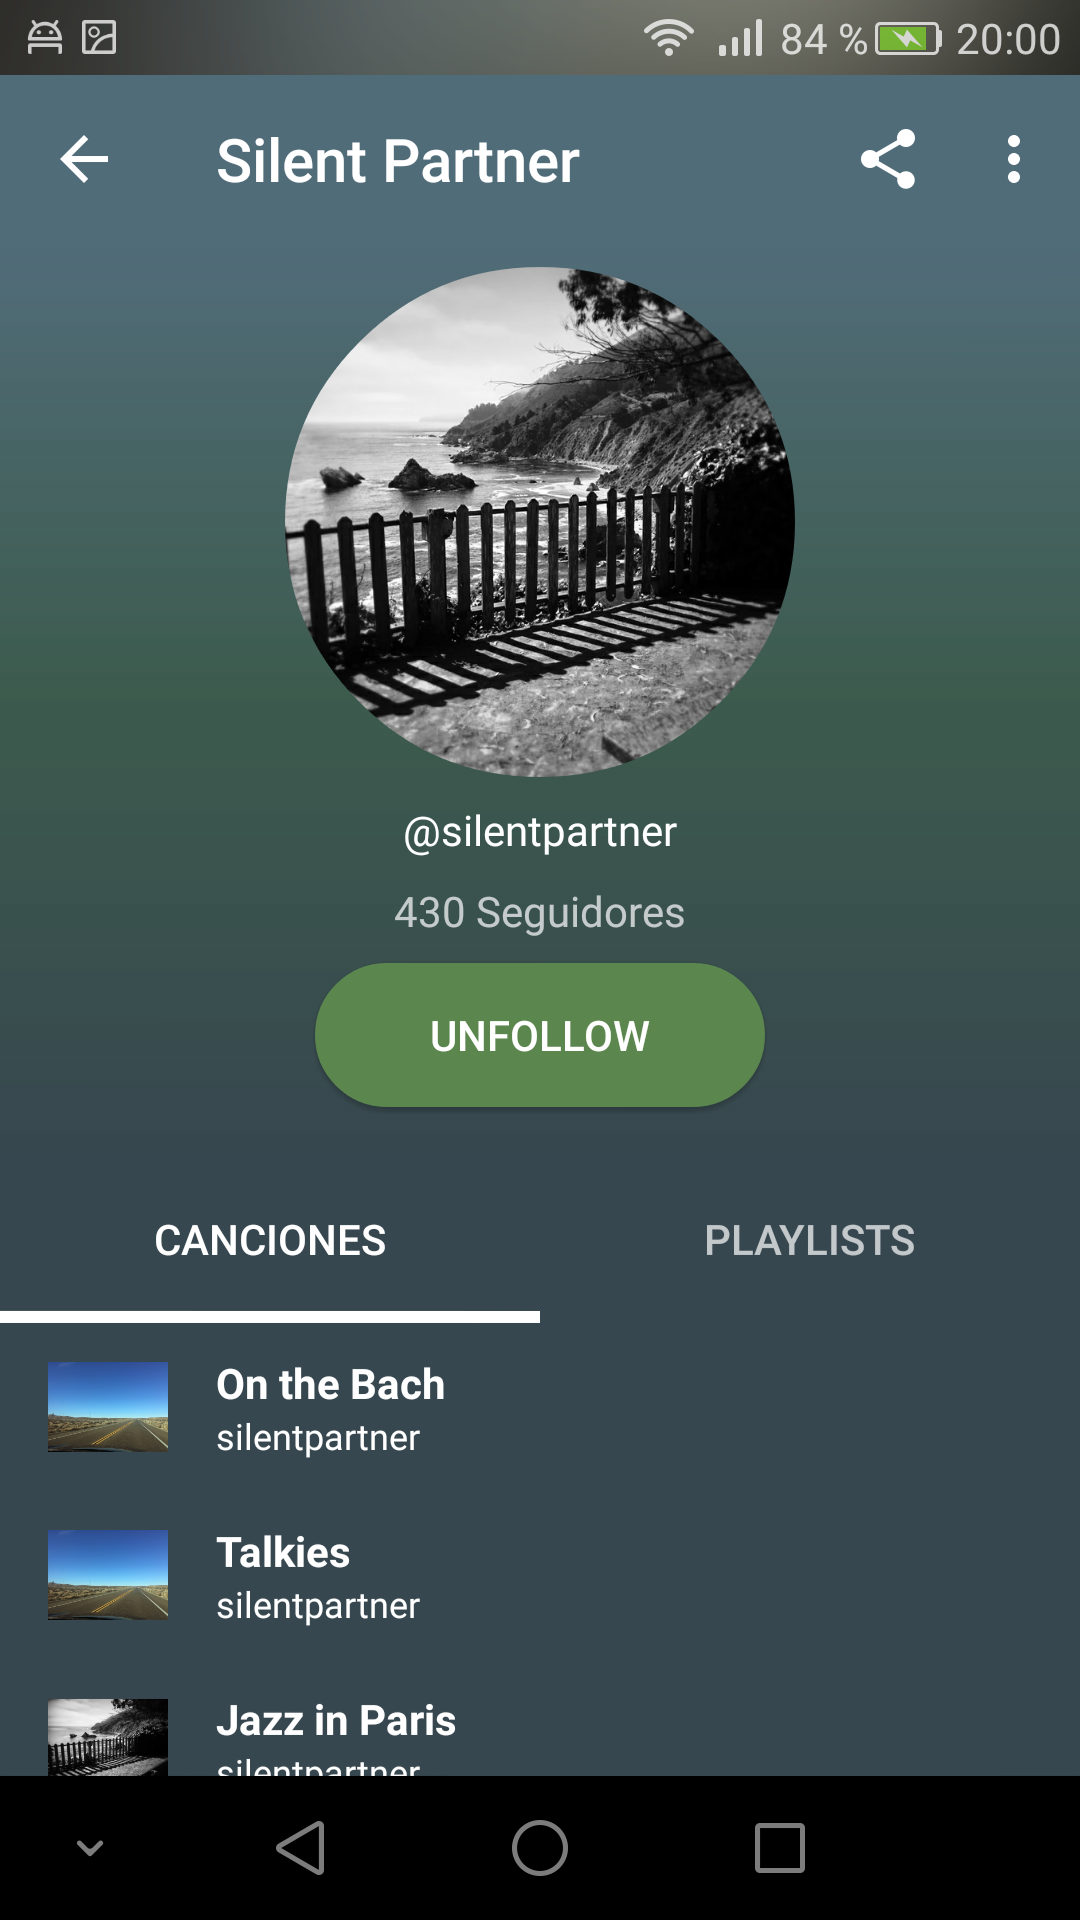 84 % 20:00
Silent Partner
@silentpartner
430 Seguidores
UNFOLLOW
CANCIONES PLAYLISTS
On the Bach
silentpartner
Talkies
silentpartner
Jazz in Paris
silentpartner